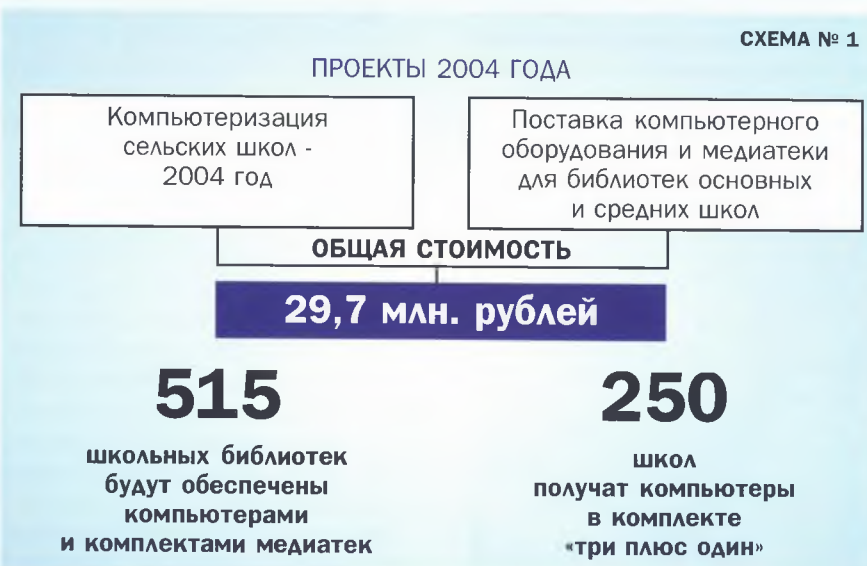 СХЕМА № 1
ПРОЕКТЫ 2004 ГОДА
Компьютеризация
сельских школ -
2004 год
Поставка компьютерного
оборудования и медиатеки
для библиотек основных
и средних школ
ОБЩАЯ СТОИМОСТЬ
29,7 млн. рублей
515
школьных библиотек
будут обеспечены
компьютерами
и комплектами медиатек
250
школ
получат компьютеры
в комплекте
«три плюс один»